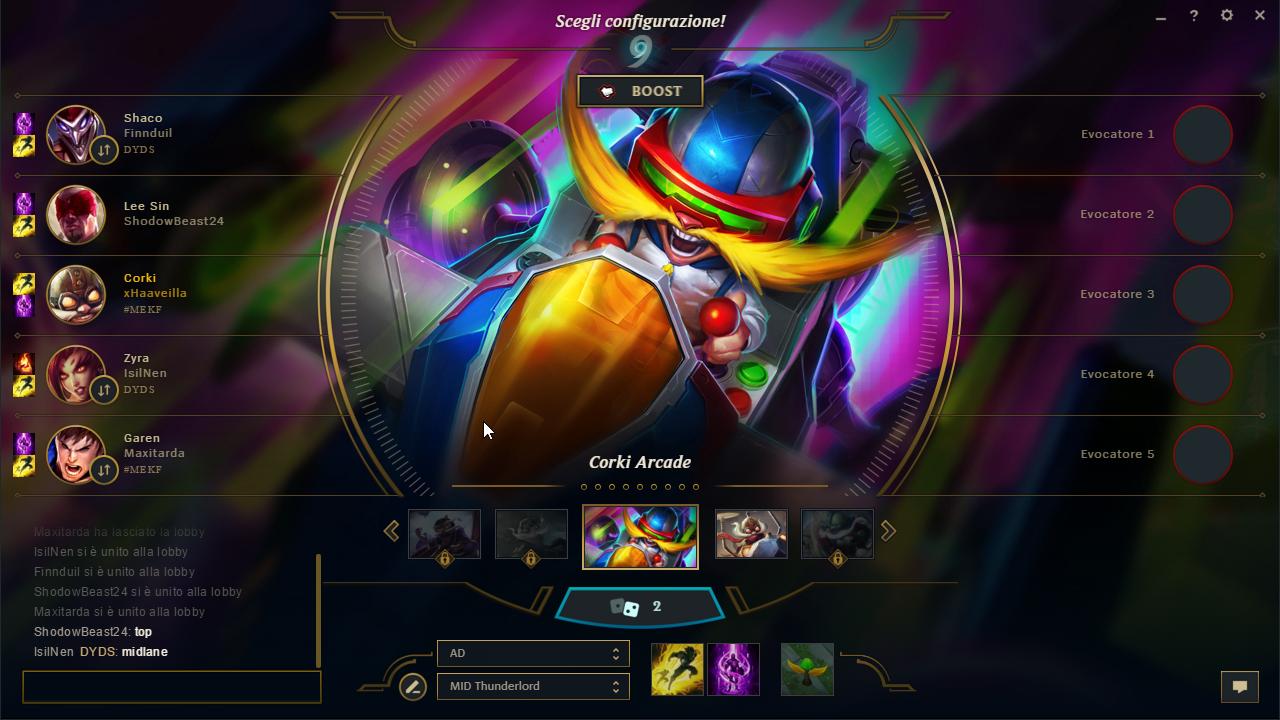 Scegli configurazione!
9
BOOST
Shaco
Finnduil
DYDS
Lee Sin
ShodowBeast24
Corki
xHaaveilla
#MEKF
Zyra
IsilNen
DYDS
Garen
Maxitarda
#MEKF
Evocatore 1
Evocatore 2
Evocatore 3
Evocatore 4
Evocatore 5
Corki Arcade
Maxitarda ha lasciato la lobby
IsilNen si è unito alla lobby
Finnduil si è unito alla lobby
ShodowBeast24 si è unito alla lobby
Maxitarda si è unito alla lobby
ShodowBeast24: top
IsilNen DYDS: midlane
2
AD
MID Thunderlord
?